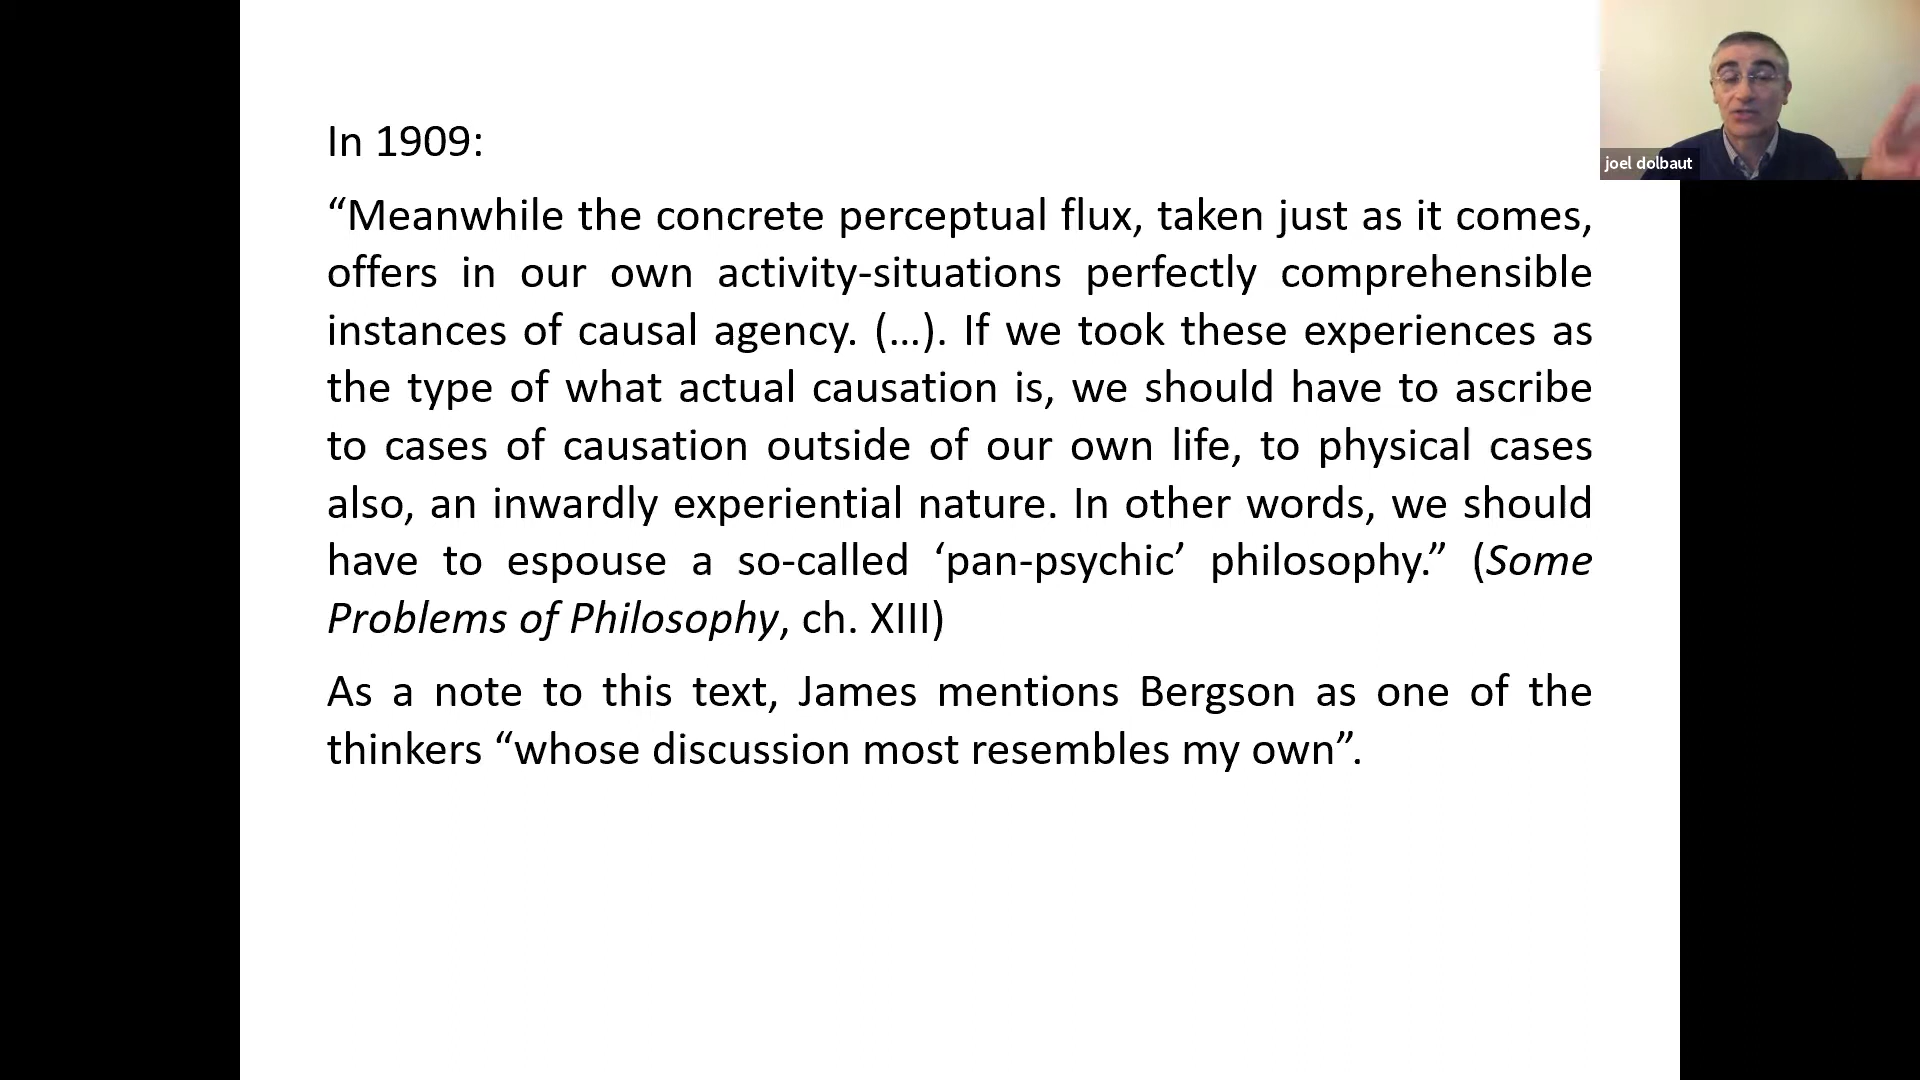 In 1909:
“Meanwhile the concrete perceptual flux, taken just as it comes,
offers in our own activity-situations perfectly comprehensible
instances of causal agency. (…). If we took these experiences as
the type of what actual causation is, we should have to ascribe
to cases of causation outside of our own life, to physical cases
also, an inwardly experiential nature. In other words, we should
have to espouse a so-called ‘pan-psychic’ philosophy.” (Some
Problems of Philosophy, ch. XIII)
As a note to this text, James mentions Bergson as one of the
thinkers “whose discussion most resembles my own”.
joel dolbaut